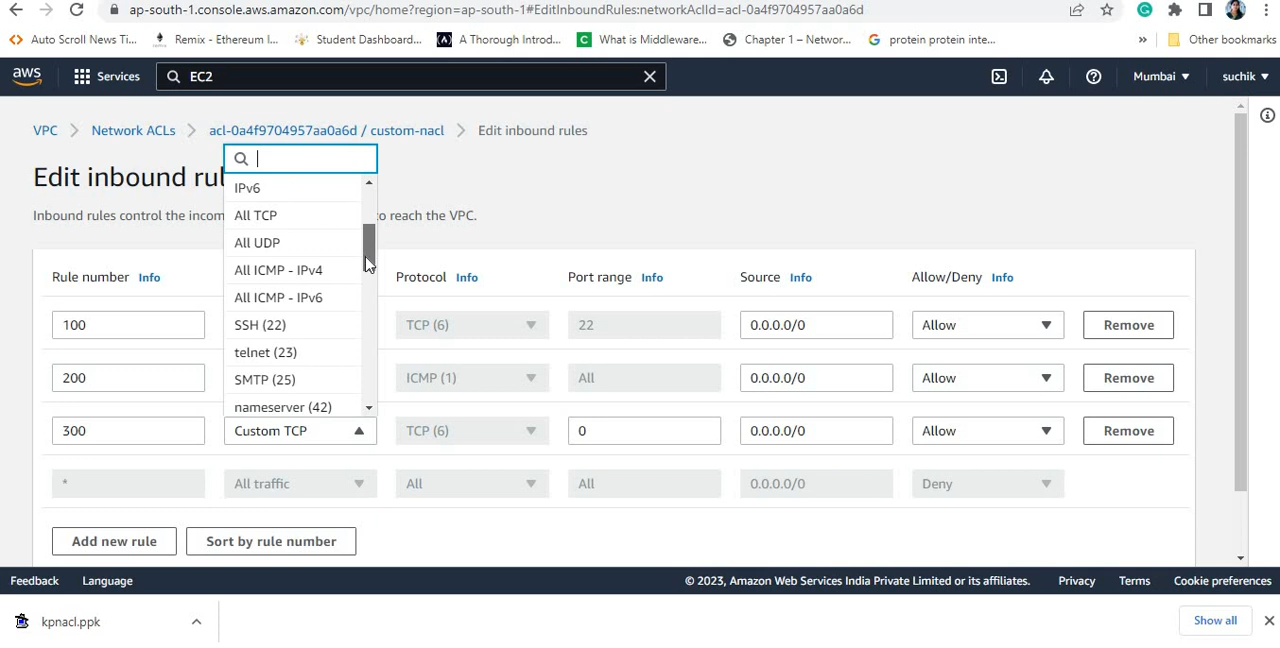 ap-south-1.console.aws.amazon.com/vpc/home?region=ap-south-1#EditInboundRules:networkAclId=acl-0a4f9704957aa0a6d
Auto Scroll News Ti... Remix - Ethereum I... Student Dashboard... A Thorough Introd... What is Middleware... Chapter 1 – Networ... protein protein inte... » Other bookmarks
aws Services EC2 Mumbai suchik
VPC Network ACLs acl-0a4f9704957aa0a6d / custom-nacl Edit inbound rules
Edit inbound rul
Inbound rules control the incom to reach the VPC.
IPv6
All TCP
All UDP
All ICMP - IPv4
All ICMP - IPv6
SSH (22)
telnet (23)
SMTP (25)
nameserver (42)
Rule number Info Protocol Info Port range Info Source Info Allow/Deny Info
100 TCP (6) 22 0.0.0.0/0 Allow Remove
200 ICMP (1) All 0.0.0.0/0 Allow Remove
300 Custom TCP TCP (6) 0 0.0.0.0/0 Allow Remove
* All traffic All All 0.0.0.0/0 Deny
Add new rule Sort by rule number
Feedback Language © 2023, Amazon Web Services India Private Limited or its affiliates. Privacy Terms Cookie preferences
kpnacl.ppk Show all